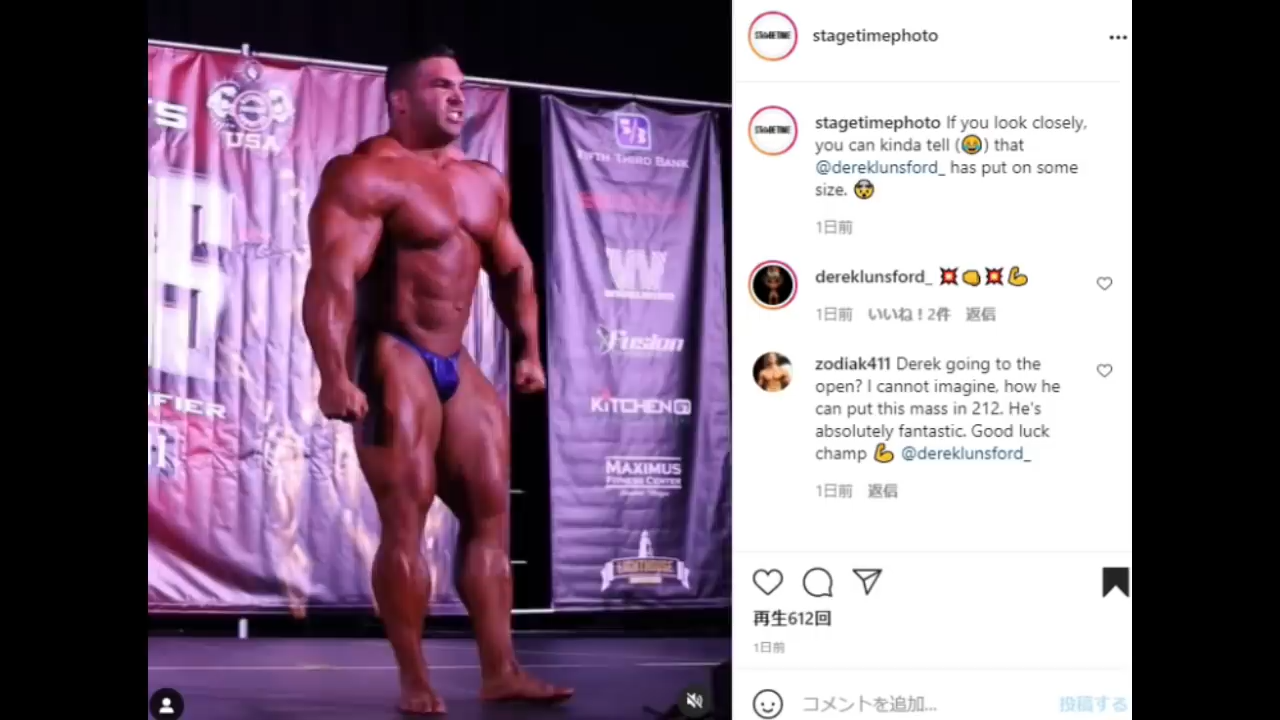 stagetimephoto
stagetimephoto If you look closely,
you can kinda tell (😂) that
@dereklunsford_ has put on some
size. 🤯
1日前
dereklunsford_ 💥👊💥💪
1日前 いいね！2件 返信
zodiak411 Derek going to the
open? I cannot imagine, how he
can put this mass in 212. He's
absolutely fantastic. Good luck
champ 💪 @dereklunsford_
1日前 返信
再生612回
1日前
コメントを追加...
投稿する
USA
FIFTH THIRD BANK
Fusion
KITCHEN
MAXIMUS
FITNESS CENTER
LIGHTHOUSE
IFIER